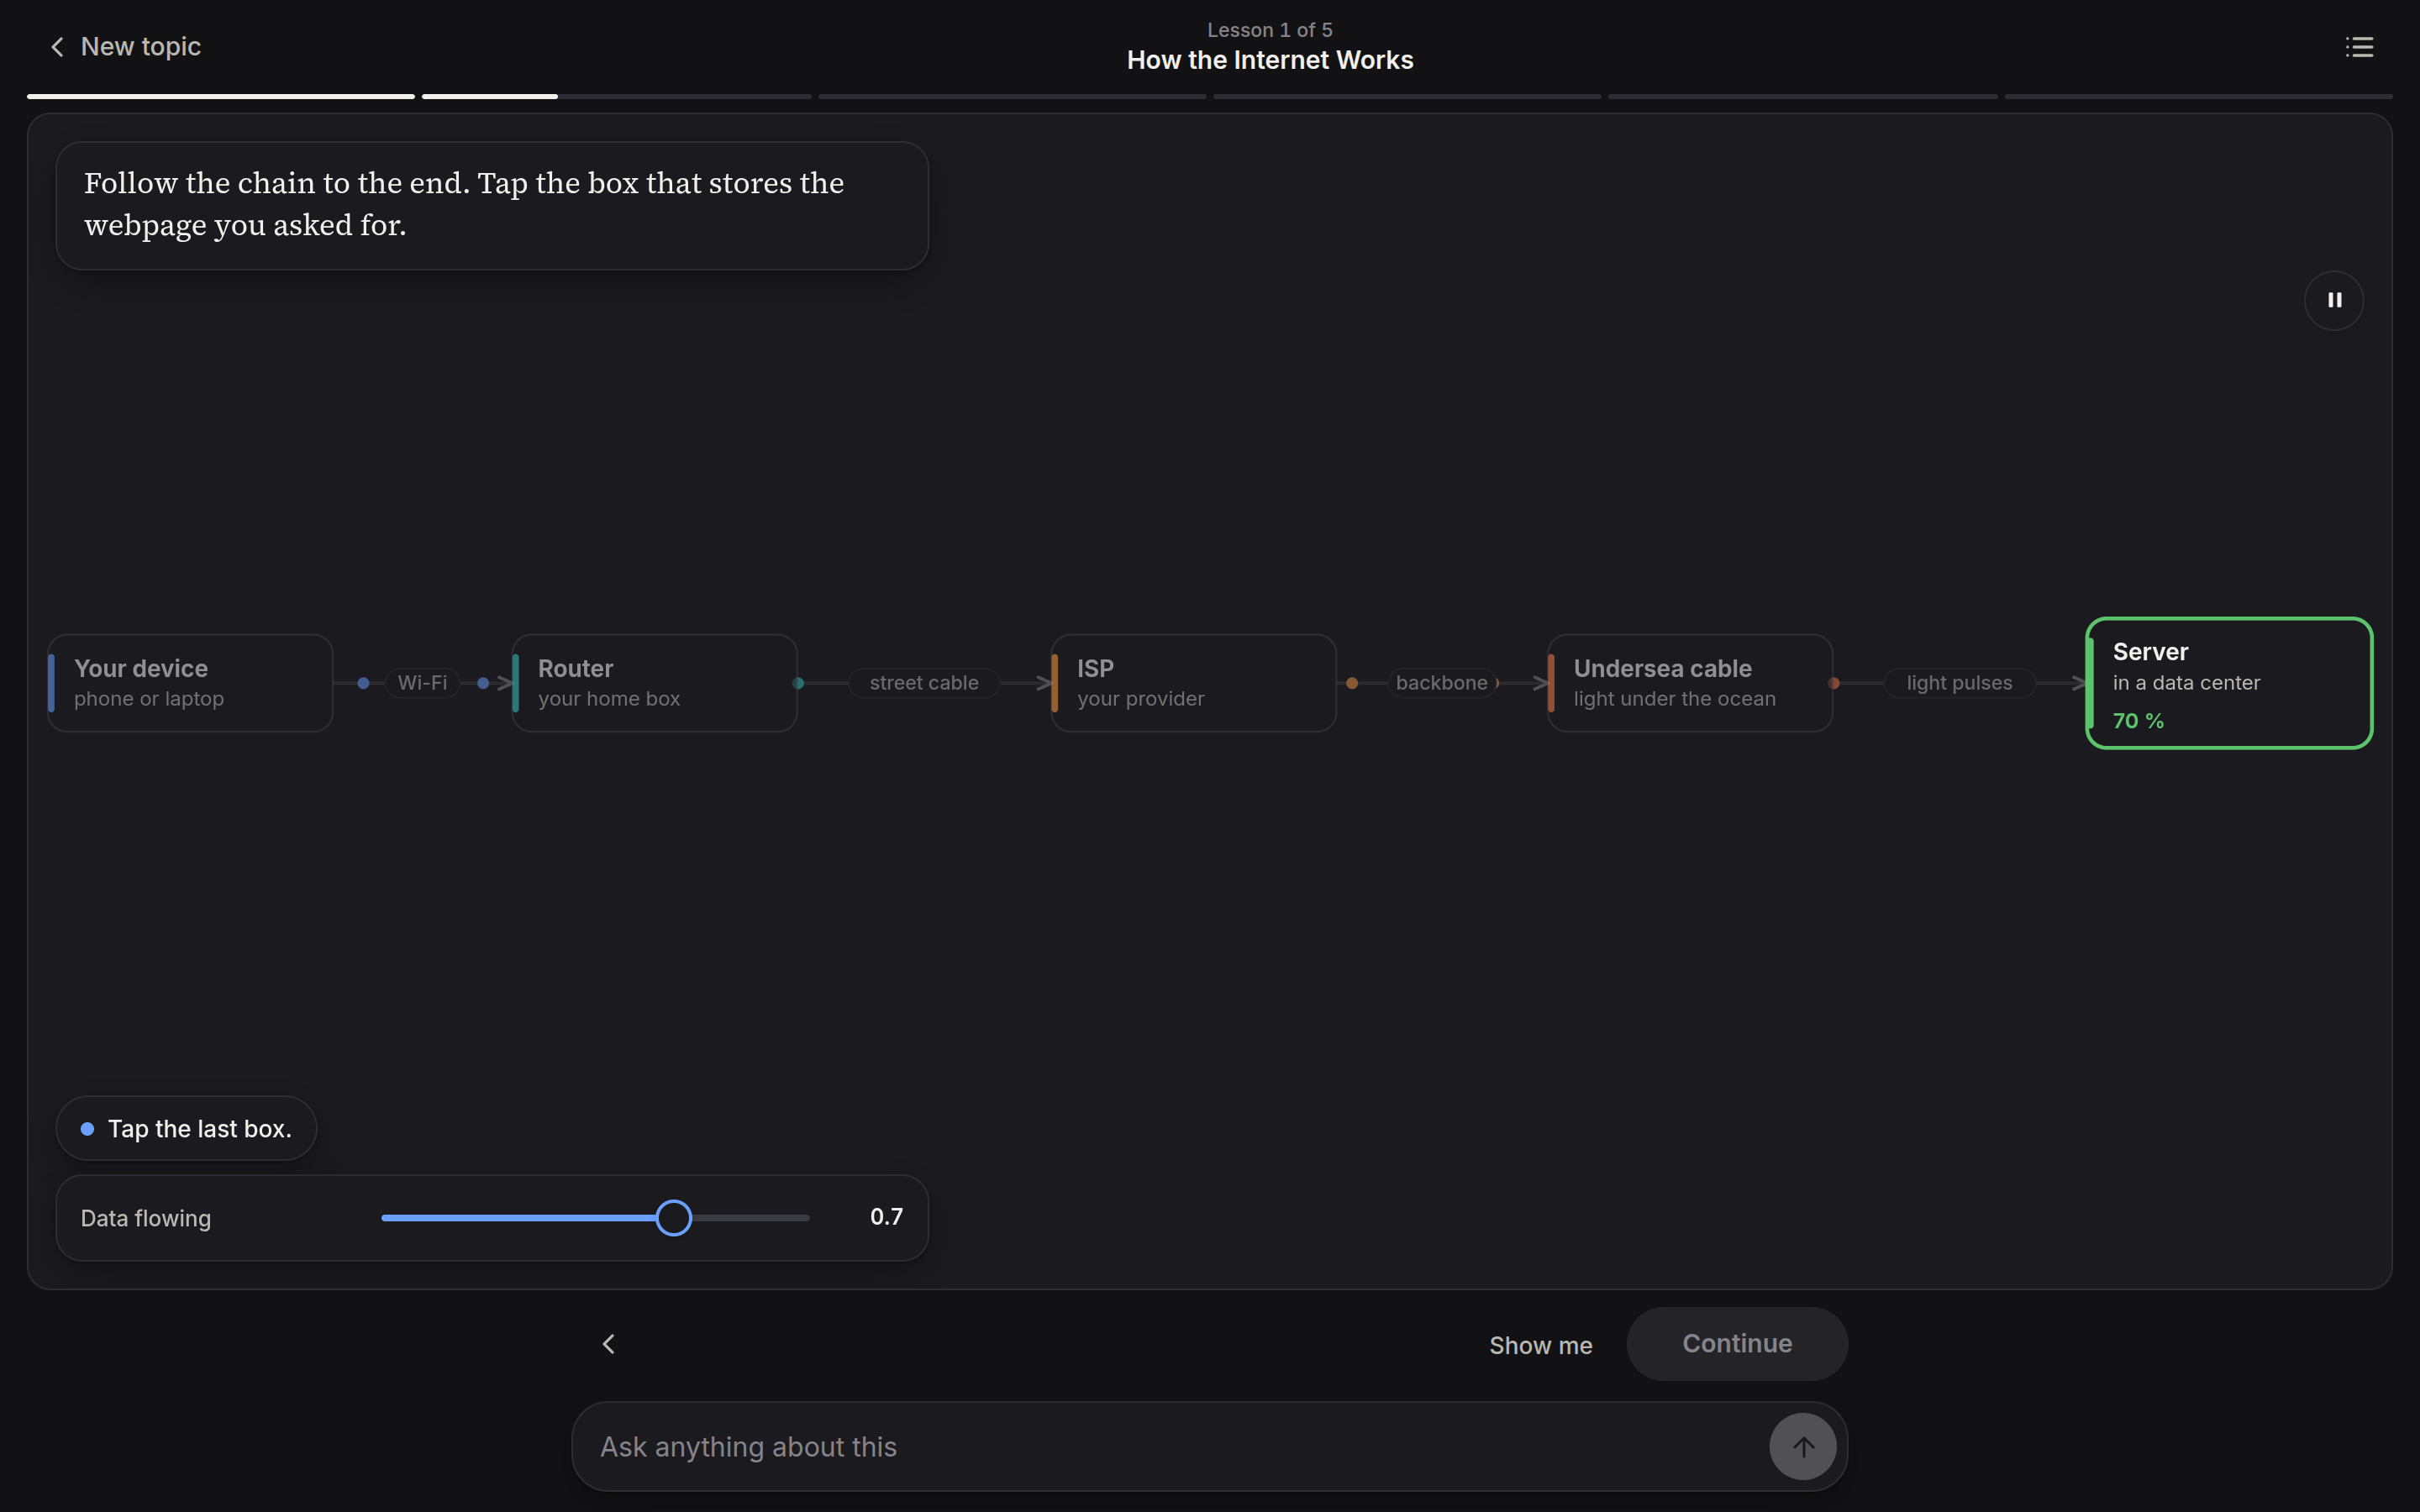 New topic
Lesson 1 of 5
How the Internet Works
Follow the chain to the end. Tap the box that stores the
webpage you asked for.
Your device
phone or laptop
Wi-Fi
Router
your home box
street cable
ISP
your provider
backbone
Undersea cable
light under the ocean
light pulses
Server
in a data center
70 %
Tap the last box.
Data flowing
0.7
Show me
Continue
Ask anything about this